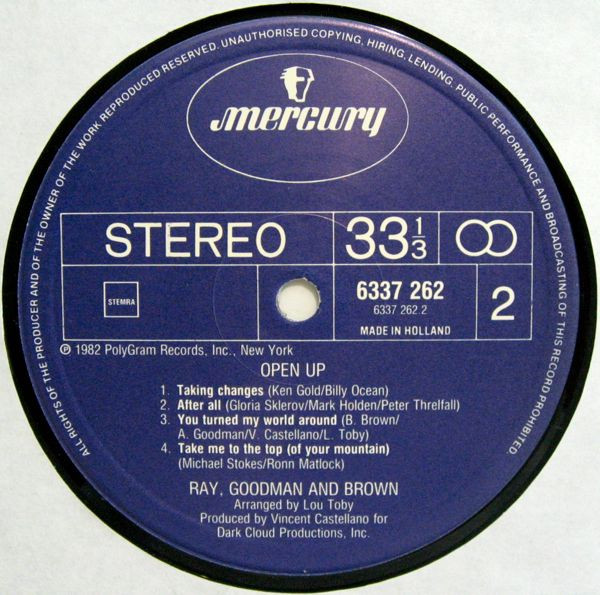 ALL RIGHTS OF THE PRODUCER AND OF THE OWNER OF THE WORK REPRODUCED RESERVED. UNAUTHORISED COPYING, HIRING, LENDING, PUBLIC PERFORMANCE AND BROADCASTING OF THIS RECORD PROHIBITED.
mercury
STEREO
33 1/3
STEMRA
6337 262
6337 262.2
MADE IN HOLLAND
2
℗ 1982 PolyGram Records, Inc., New York
OPEN UP
1. Taking changes (Ken Gold/Billy Ocean)
2. After all (Gloria Sklerov/Mark Holden/Peter Threlfall)
3. You turned my world around (B. Brown/
A. Goodman/V. Castellano/L. Toby)
4. Take me to the top (of your mountain)
(Michael Stokes/Ronn Matlock)
RAY, GOODMAN AND BROWN
Arranged by Lou Toby
Produced by Vincent Castellano for
Dark Cloud Productions, Inc.